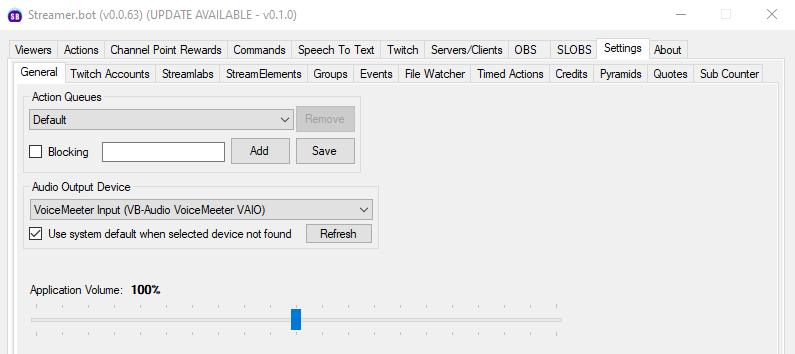 SB Streamer.bot (v0.0.63) (UPDATE AVAILABLE - v0.1.0)
Viewers Actions Channel Point Rewards Commands Speech To Text Twitch Servers/Clients OBS SLOBS Settings About
General Twitch Accounts Streamlabs StreamElements Groups Events File Watcher Timed Actions Credits Pyramids Quotes Sub Counter
Action Queues
Default Remove
Blocking Add Save
Audio Output Device
VoiceMeeter Input (VB-Audio VoiceMeeter VAIO)
Use system default when selected device not found Refresh
Application Volume: 100%